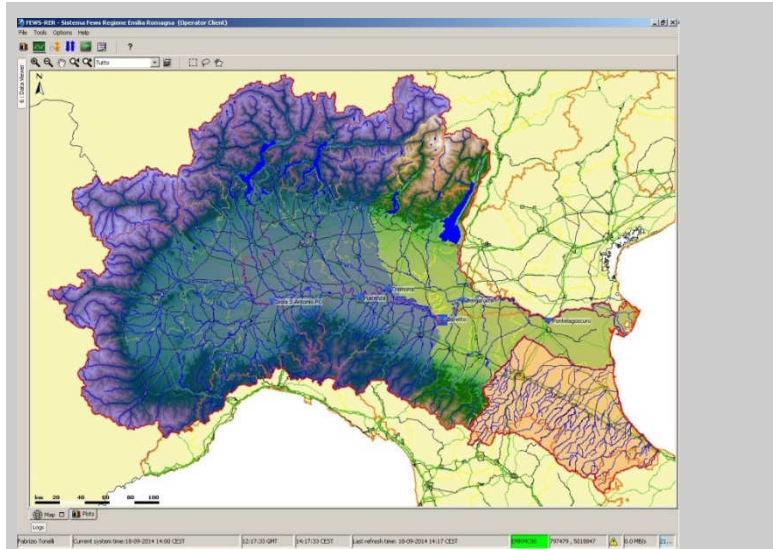 FEWS-RER - Sistema Fews Regione Emilia Romagna (Operator Client)
File Tools Options Help
?
Tutto
6 : Data Viewer
N
Cremona
Piacenza
Borgoforte
Boretto
Pontelagoscuro
km 20 40 60 80 100
Map Plots
Logs
Fabrizio Tonelli Current system time:18-09-2014 14:00 CEST 12:17:33 GMT 14:17:33 CEST Last refresh time: 18-09-2014 14:17 CEST 797479 , 5018847 0.0 MB/s